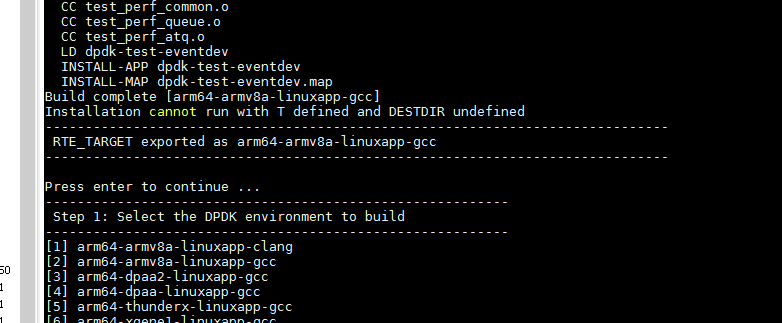 CC test_perf_common.o
CC test_perf_queue.o
CC test_perf_atq.o
LD dpdk-test-eventdev
INSTALL-APP dpdk-test-eventdev
INSTALL-MAP dpdk-test-eventdev.map
Build complete [arm64-armv8a-linuxapp-gcc]
Installation cannot run with T defined and DESTDIR undefined
------------------------------------------------------------------------------
RTE_TARGET exported as arm64-armv8a-linuxapp-gcc
------------------------------------------------------------------------------
Press enter to continue ...
----------------------------------------------------------
Step 1: Select the DPDK environment to build
----------------------------------------------------------
[1] arm64-armv8a-linuxapp-clang
[2] arm64-armv8a-linuxapp-gcc
[3] arm64-dpaa2-linuxapp-gcc
[4] arm64-dpaa-linuxapp-gcc
[5] arm64-thunderx-linuxapp-gcc
[6] arm64-xgene1-linuxapp-gcc
50
1
1
1